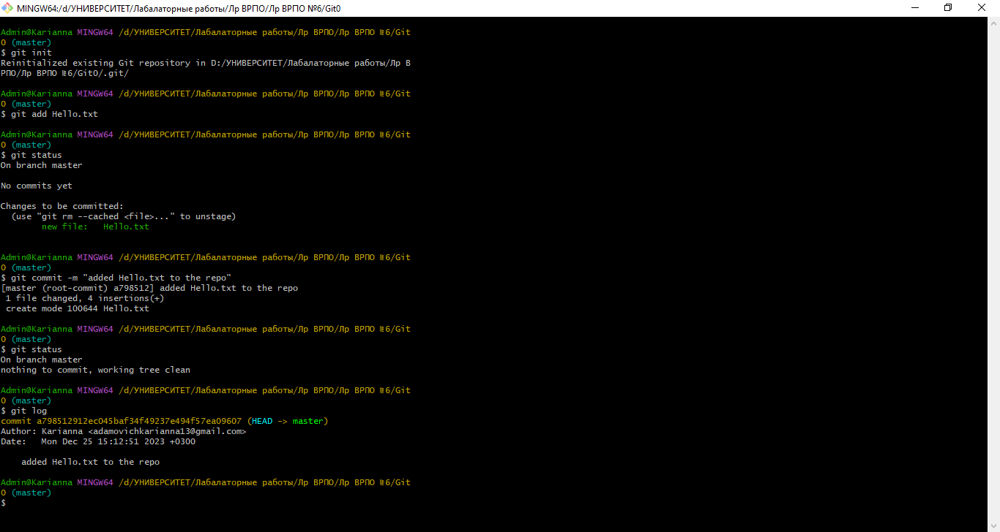 MINGW64:/d/УНИВЕРСИТЕТ/Лабалаторные работы/Лр ВРПО/Лр ВРПО №6/Git0
Admin@Karianna MINGW64 /d/УНИВЕРСИТЕТ/Лабалаторные работы/Лр ВРПО/Лр ВРПО №6/Git
0 (master)
$ git init
Reinitialized existing Git repository in D:/УНИВЕРСИТЕТ/Лабалаторные работы/Лр В
РПО/Лр ВРПО №6/Git0/.git/
Admin@Karianna MINGW64 /d/УНИВЕРСИТЕТ/Лабалаторные работы/Лр ВРПО/Лр ВРПО №6/Git
0 (master)
$ git add Hello.txt
Admin@Karianna MINGW64 /d/УНИВЕРСИТЕТ/Лабалаторные работы/Лр ВРПО/Лр ВРПО №6/Git
0 (master)
$ git status
On branch master
No commits yet
Changes to be committed:
  (use "git rm --cached <file>..." to unstage)
        new file:   Hello.txt
Admin@Karianna MINGW64 /d/УНИВЕРСИТЕТ/Лабалаторные работы/Лр ВРПО/Лр ВРПО №6/Git
0 (master)
$ git commit -m "added Hello.txt to the repo"
[master (root-commit) a798512] added Hello.txt to the repo
 1 file changed, 4 insertions(+)
 create mode 100644 Hello.txt
Admin@Karianna MINGW64 /d/УНИВЕРСИТЕТ/Лабалаторные работы/Лр ВРПО/Лр ВРПО №6/Git
0 (master)
$ git status
On branch master
nothing to commit, working tree clean
Admin@Karianna MINGW64 /d/УНИВЕРСИТЕТ/Лабалаторные работы/Лр ВРПО/Лр ВРПО №6/Git
0 (master)
$ git log
commit a798512912ec045baf34f49237e494f57ea09607 (HEAD -> master)
Author: Karianna <adamovichkarianna13@gmail.com>
Date:   Mon Dec 25 15:12:51 2023 +0300
    added Hello.txt to the repo
Admin@Karianna MINGW64 /d/УНИВЕРСИТЕТ/Лабалаторные работы/Лр ВРПО/Лр ВРПО №6/Git
0 (master)
$